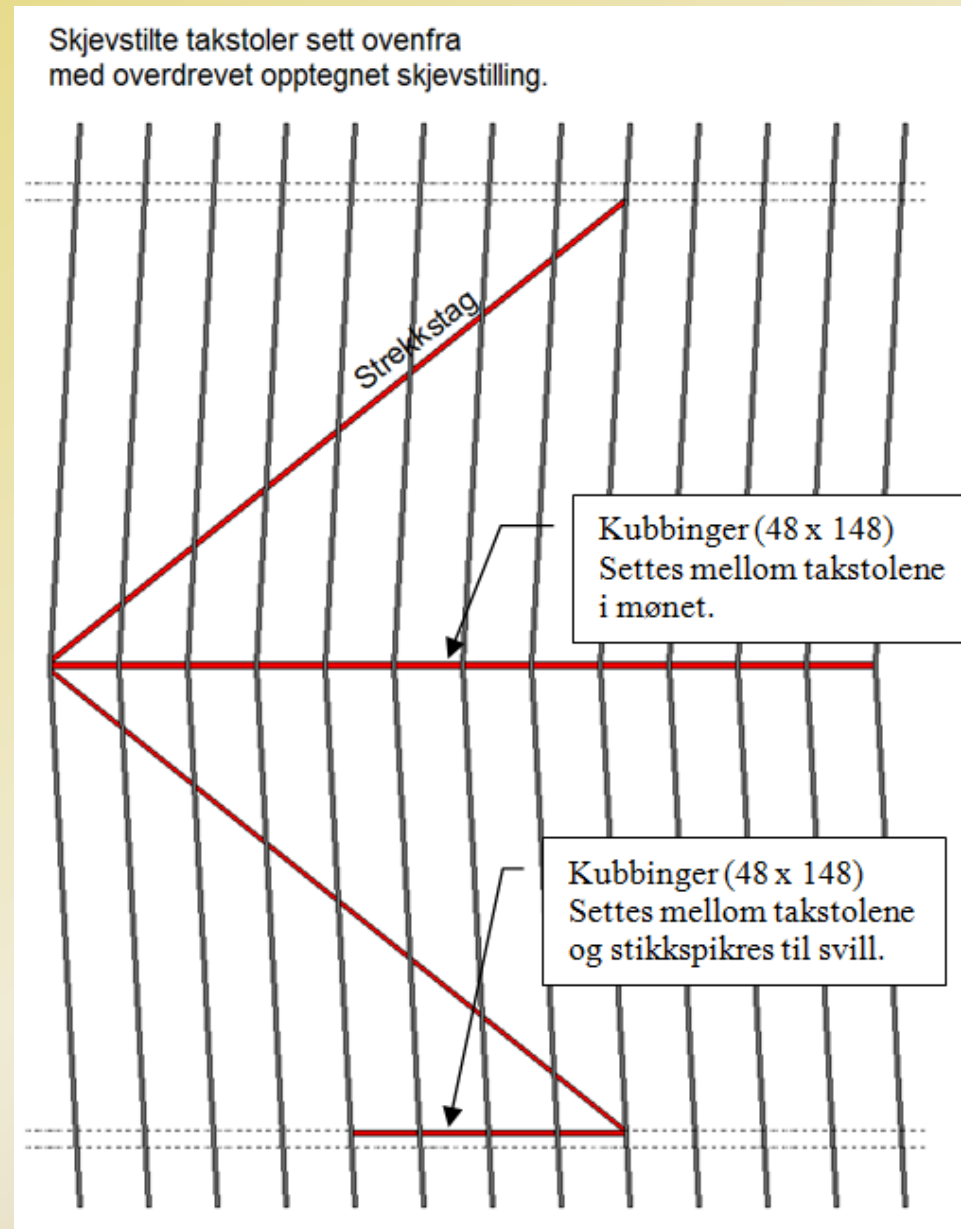 Skjevstilte takstoler sett ovenfra
med overdrevet opptegnet skjevstilling.
Strekkstag
Kubbinger (48 x 148)
Settes mellom takstolene
i mønet.
Kubbinger (48 x 148)
Settes mellom takstolene
og stikkspikres til svill.